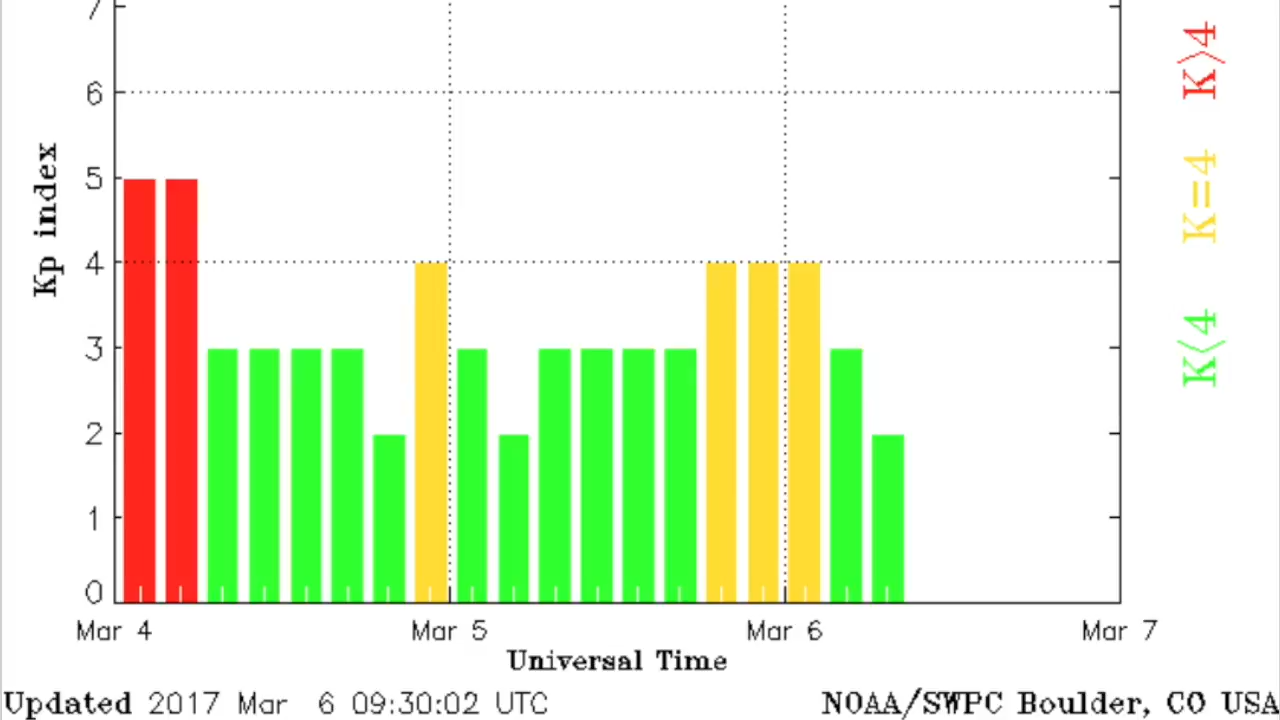 7
6
5
4
3
2
1
0
Kp index
Mar 4 Mar 5 Mar 6 Mar 7
Universal Time
Updated 2017 Mar 6 09:30:02 UTC
NOAA/SWPC Boulder, CO USA
K<4 K=4 K>4